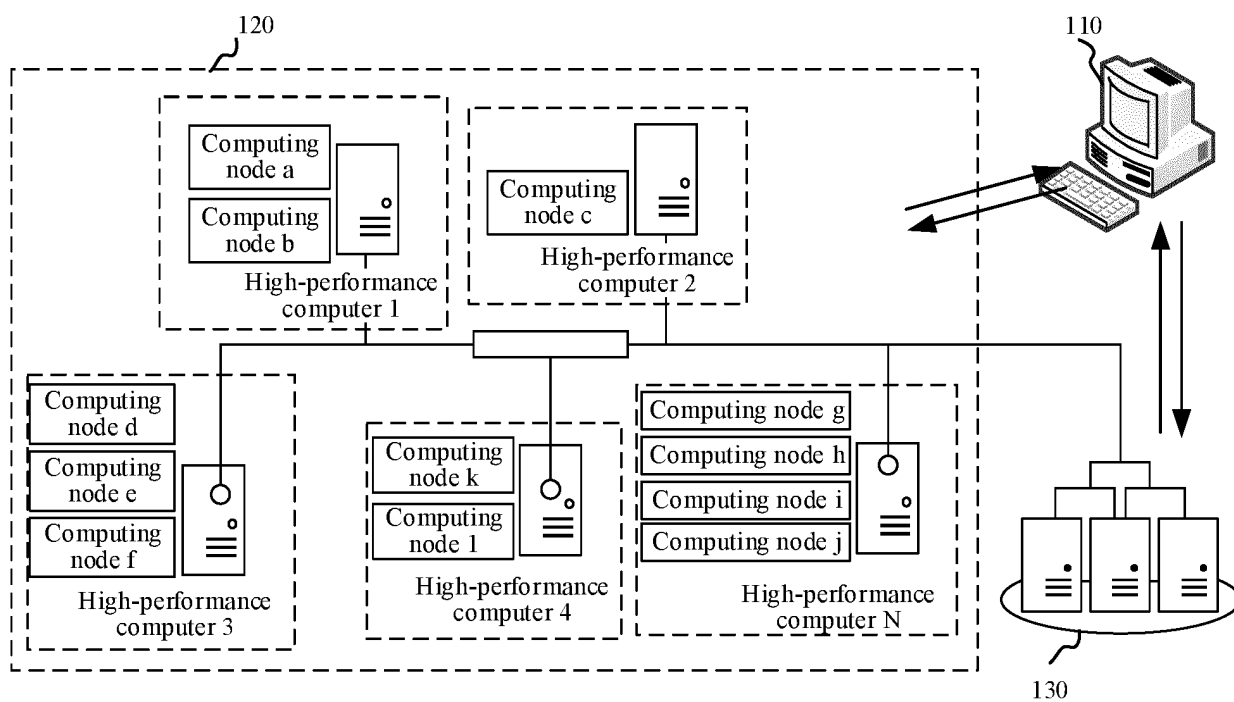 120
110
Computing
node a
Computing
node b
High-performance
computer 1
Computing
node c
High-performance
computer 2
Computing
node d
Computing
node e
Computing
node f
High-performance
computer 3
Computing
node k
Computing
node 1
High-performance
computer 4
Computing node g
Computing node h
Computing node i
Computing node j
High-performance
computer N
130